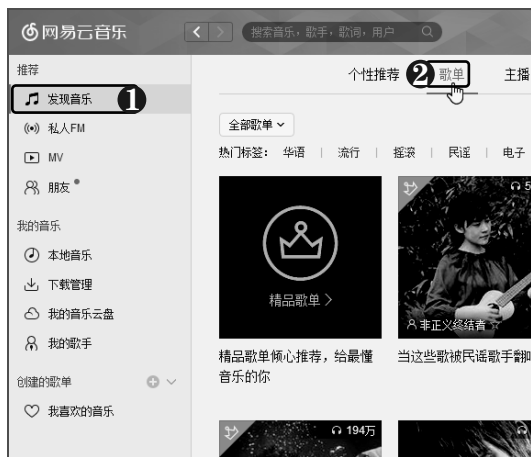 网易云音乐
搜索音乐，歌手，歌词，用户
推荐
发现音乐
1
私人FM
MV
朋友
我的音乐
本地音乐
下载管理
我的音乐云盘
我的歌手
创建的歌单
我喜欢的音乐
个性推荐
2
歌单
主播
全部歌单
热门标签： 华语 | 流行 | 摇滚 | 民谣 | 电子
精品歌单 >
5
非正义终结者
精品歌单倾心推荐，给最懂
音乐的你
当这些歌被民谣歌手翻
194万